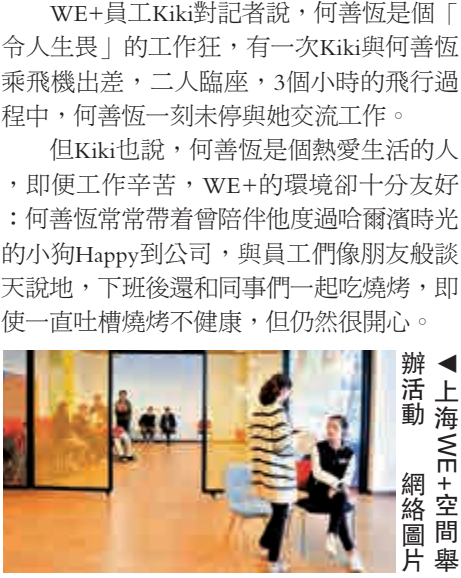 WE+員工Kiki對記者說，何善恆是個「
令人生畏」的工作狂，有一次Kiki與何善恆
乘飛機出差，二人臨座，3個小時的飛行過
程中，何善恆一刻未停與她交流工作。
但Kiki也說，何善恆是個熱愛生活的人
，即便工作辛苦，WE+的環境卻十分友好
：何善恆常常帶着曾陪伴他度過哈爾濱時光
的小狗Happy到公司，與員工們像朋友般談
天說地，下班後還和同事們一起吃燒烤，即
使一直吐槽燒烤不健康，但仍然很開心。
◀上海WE+空間舉
辦活動　網絡圖片